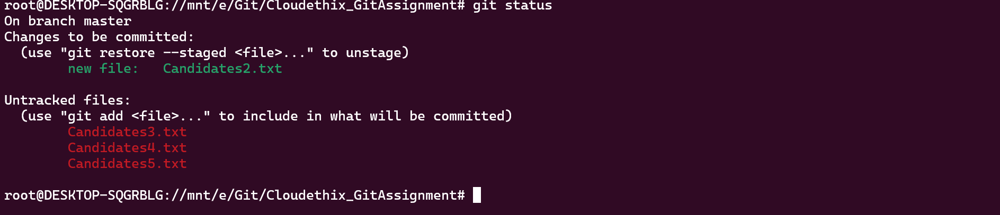 root@DESKTOP-SQGRBLG://mnt/e/Git/Cloudethix_GitAssignment# git status
On branch master
Changes to be committed:
  (use "git restore --staged <file>..." to unstage)
        new file:   Candidates2.txt

Untracked files:
  (use "git add <file>..." to include in what will be committed)
        Candidates3.txt
        Candidates4.txt
        Candidates5.txt

root@DESKTOP-SQGRBLG://mnt/e/Git/Cloudethix_GitAssignment#